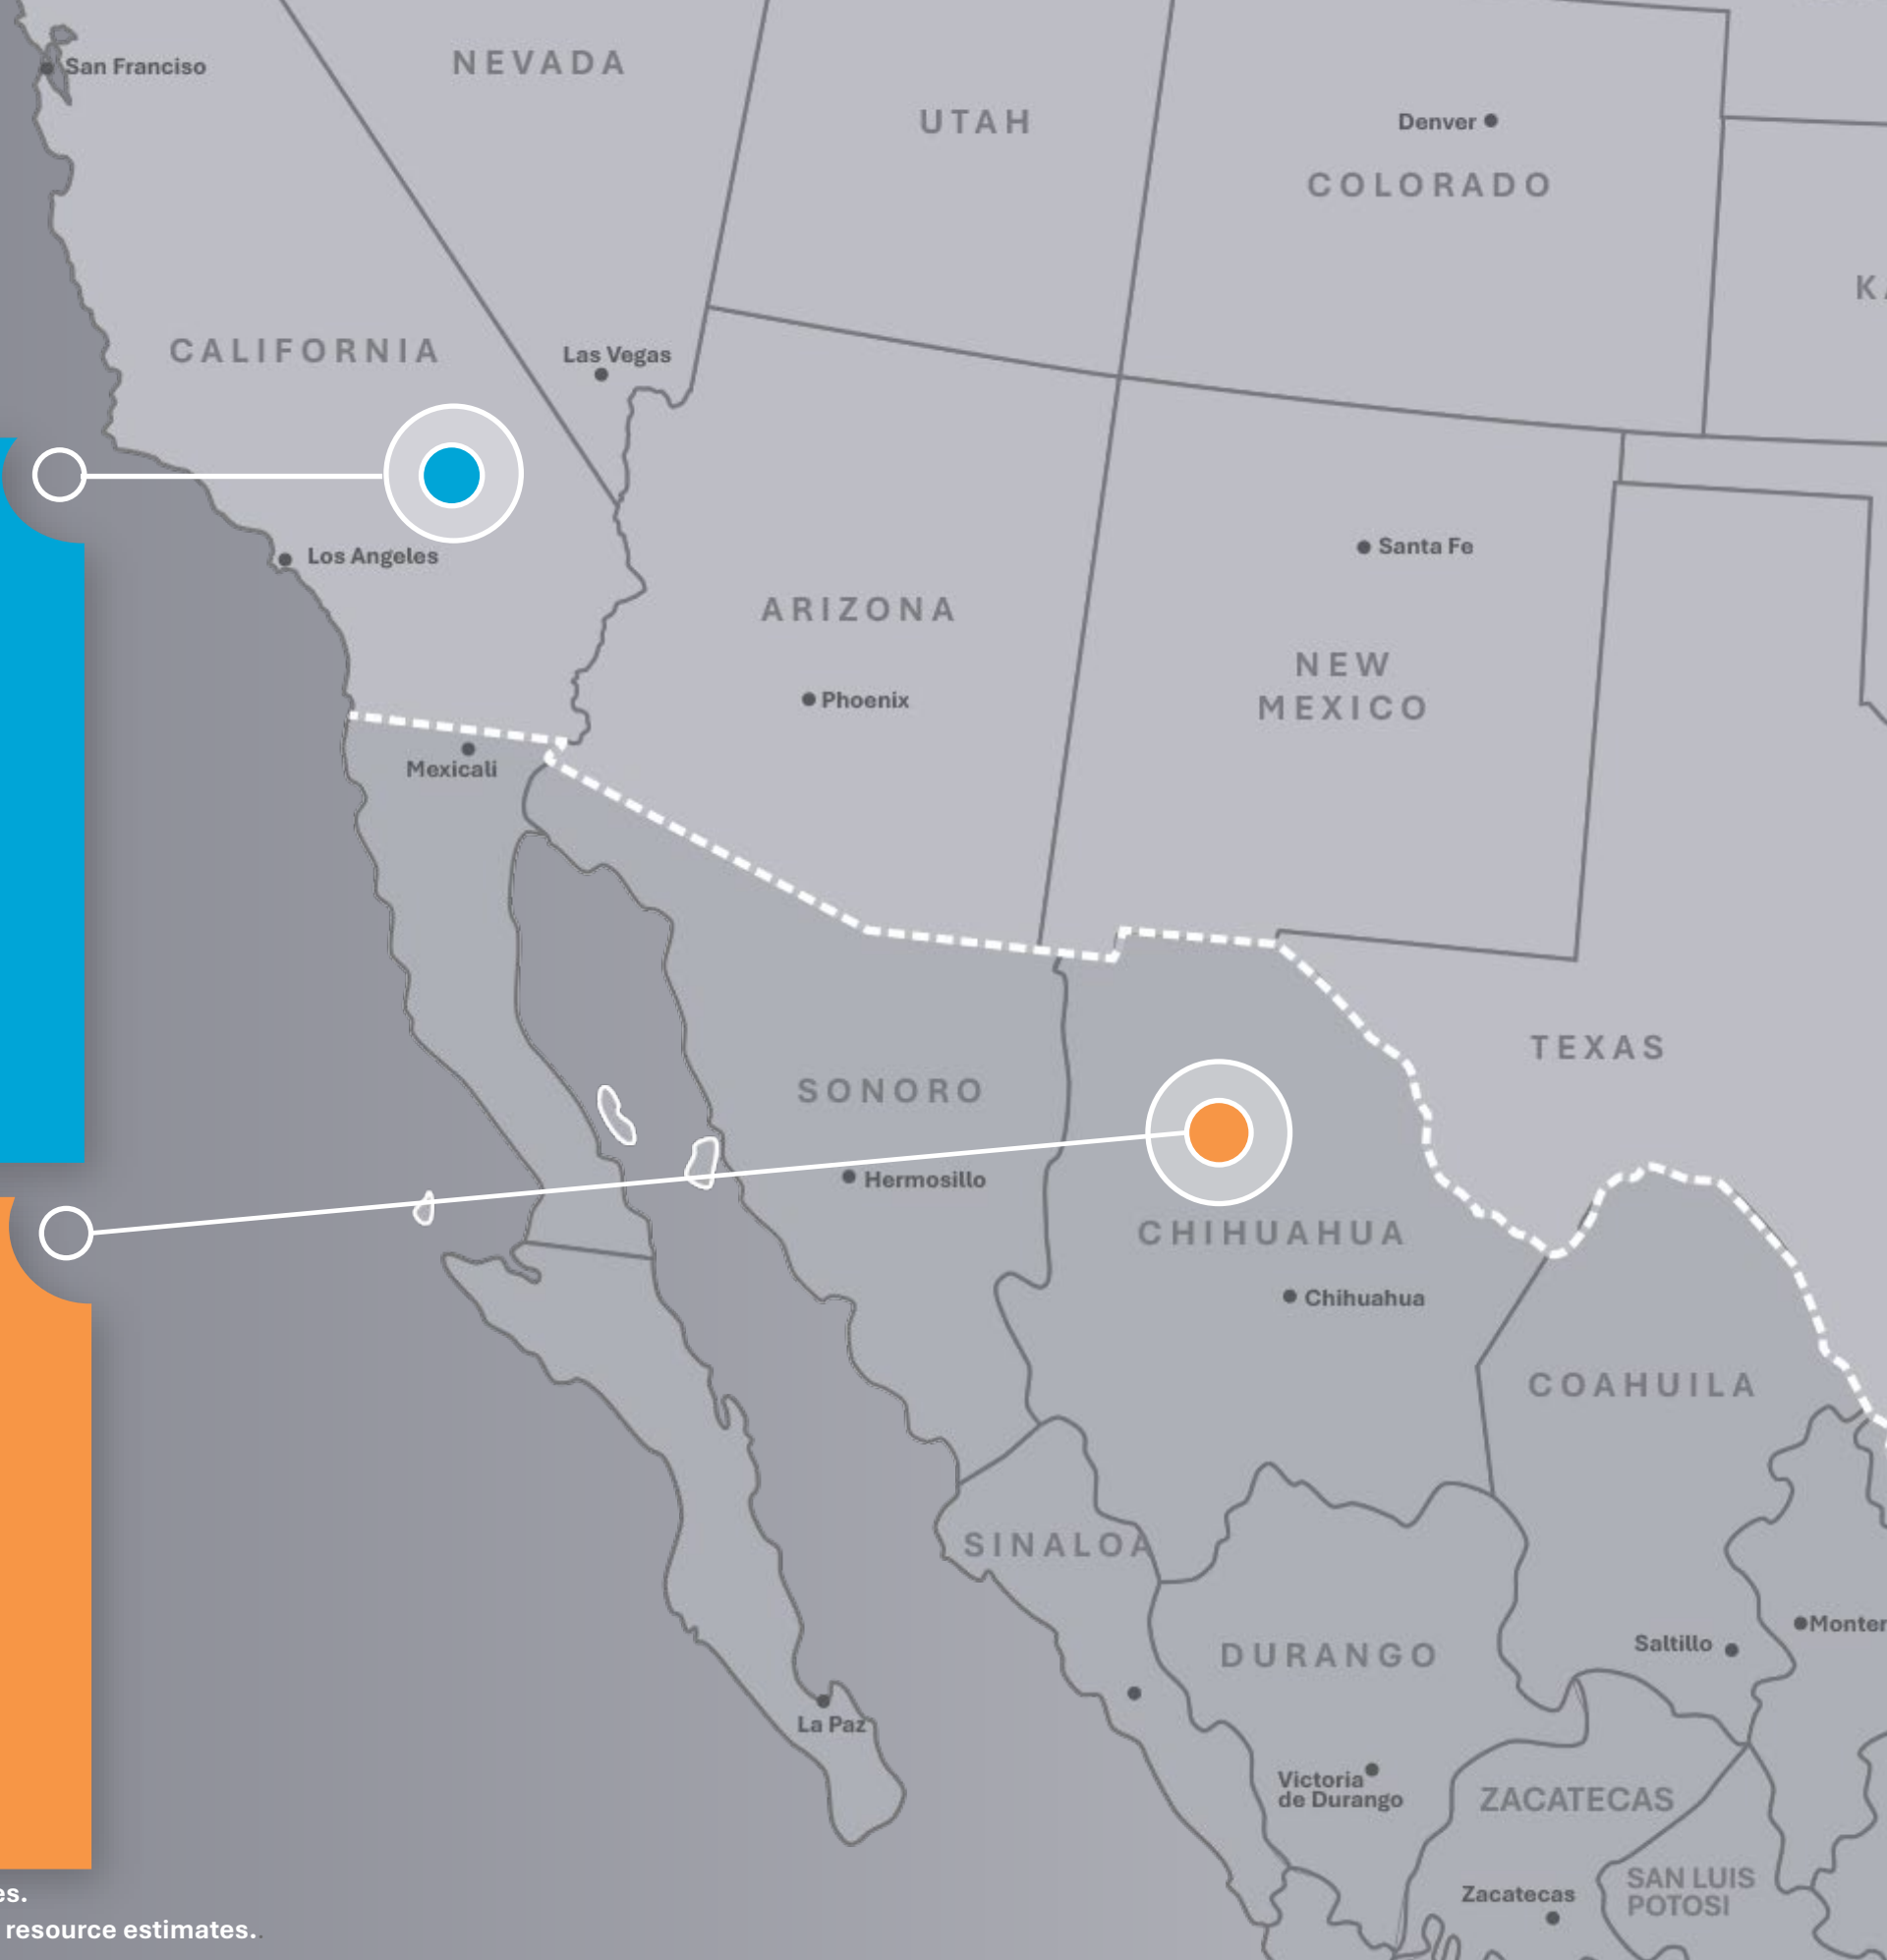 San Franciso
NEVADA
UTAH
Denver
COLORADO
CALIFORNIA
Las Vegas
Los Angeles
Santa Fe
ARIZONA
NEW
MEXICO
Phoenix
Mexicali
TEXAS
SONORO
Hermosillo
CHIHUAHUA
Chihuahua
COAHUILA
SINALOA
DURANGO
Saltillo
La Paz
Victoria
de Durango
ZACATECAS
Zacatecas
SAN LUIS
POTOSI
resource estimates..